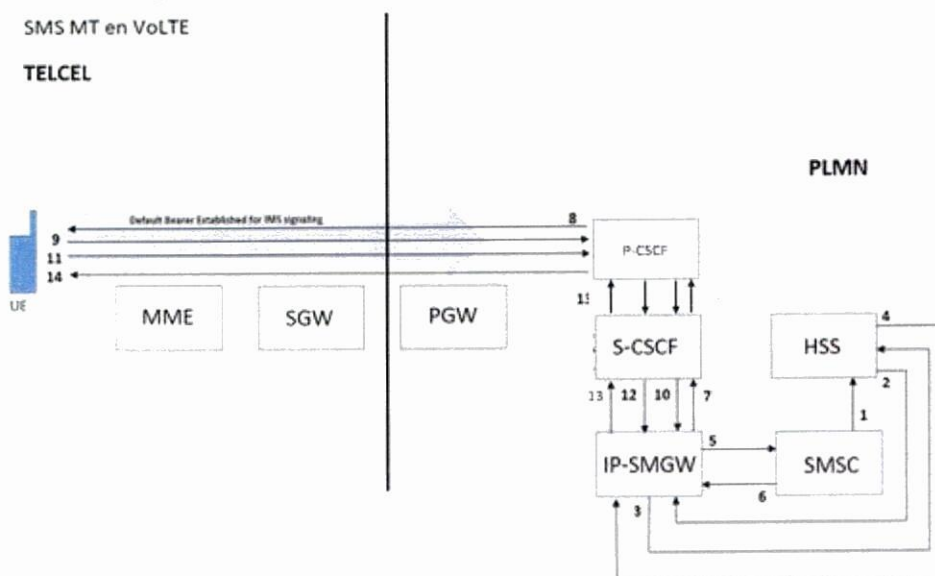 SMS MT en VoLTE
TELCEL
PLMN
Default Bearer Established for IMS signaling
8
9
11
14
UE
P-CSCF
MME
SGW
PGW
S-CSCF
HSS
4
2
13
12
10
7
1
IP-SMGW
5
SMSC
6
3